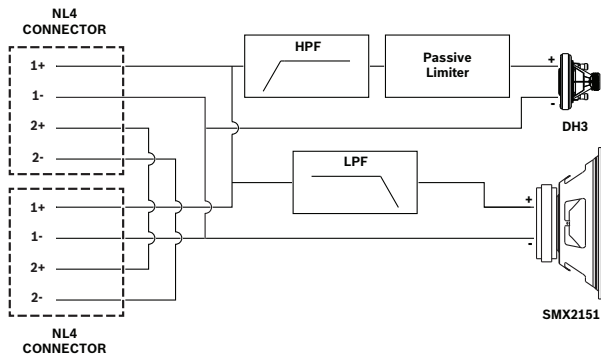 NL4
CONNECTOR
1+
1-
2+
2-
1+
1-
2+
2-
NL4
CONNECTOR
HPF
Passive
Limiter
+
-
DH3
LPF
+
-
SMX2151